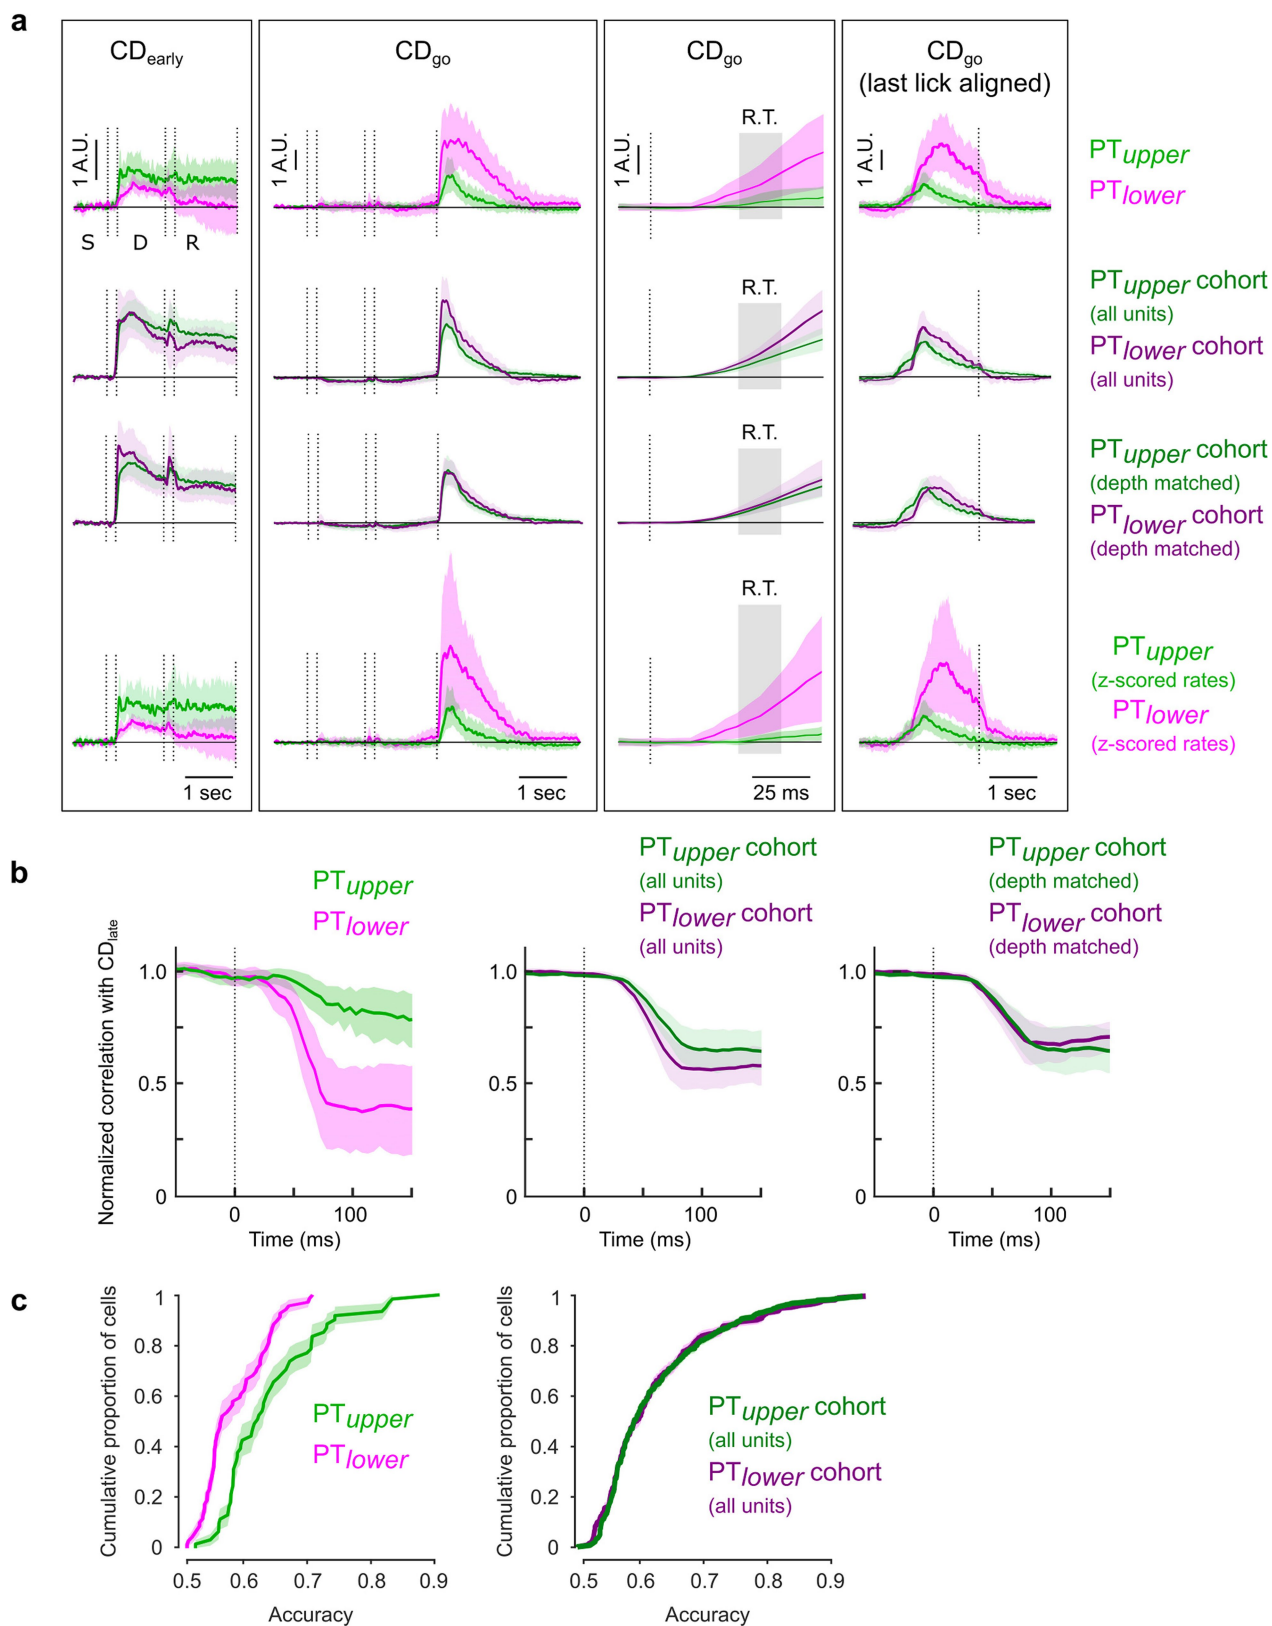 a
CDearly
CDgo
CDgo
CDgo
(last lick aligned)
1 A.U.
1 A.U.
1 A.U.
R.T.
1 A.U.
PTupper
PTlower
S D R
R.T.
PTupper cohort
(all units)
PTlower cohort
(all units)
R.T.
PTupper cohort
(depth matched)
PTlower cohort
(depth matched)
R.T.
PTupper
(z-scored rates)
PTlower
(z-scored rates)
1 sec
1 sec
25 ms
1 sec
b
Normalized correlation with CDlate
PTupper
PTlower
1.0
0.5
0
0 100
Time (ms)
PTupper cohort
(all units)
PTlower cohort
(all units)
1.0
0.5
0
0 100
Time (ms)
PTupper cohort
(depth matched)
PTlower cohort
(depth matched)
1.0
0.5
0
0 100
Time (ms)
c
Cumulative proportion of cells
1
0.8
0.6
0.4
0.2
0
PTupper
PTlower
0.5 0.6 0.7 0.8 0.9
Accuracy
Cumulative proportion of cells
1
0.8
0.6
0.4
0.2
0
PTupper cohort
(all units)
PTlower cohort
(all units)
0.5 0.6 0.7 0.8 0.9
Accuracy